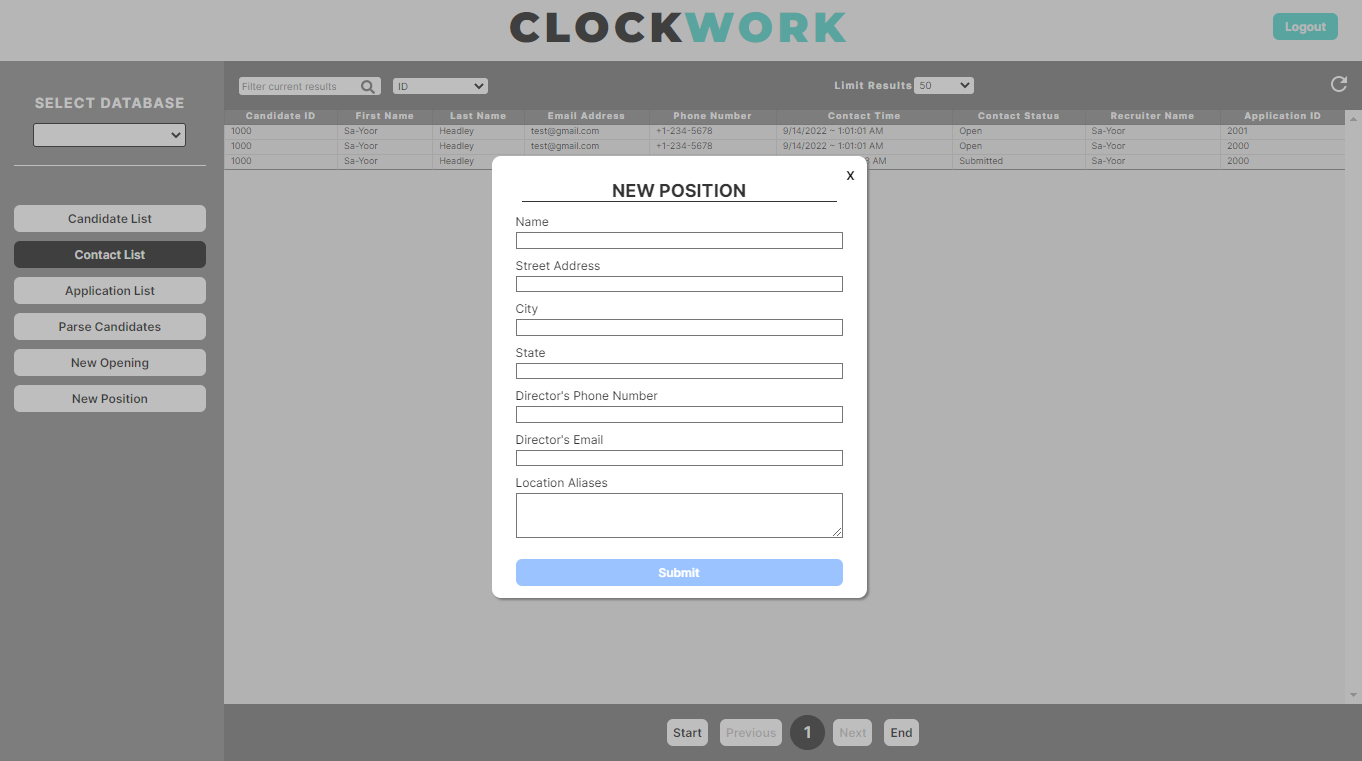 CLOCKWORK
Logout
SELECT DATABASE
Filter current results
ID
Limit Results 50
Candidate ID First Name Last Name Email Address Phone Number Contact Time Contact Status Recruiter Name Application ID
1000 Sa-Yoor Headley test@gmail.com +1-234-5678 9/14/2022 ~ 1:01:01 AM Open Sa-Yoor 2001
1000 Sa-Yoor Headley test@gmail.com +1-234-5678 9/14/2022 ~ 1:01:01 AM Open Sa-Yoor 2000
1000 Sa-Yoor Headley AM Submitted Sa-Yoor 2000
Candidate List
Contact List
Application List
Parse Candidates
New Opening
New Position
X
NEW POSITION
Name
Street Address
City
State
Director's Phone Number
Director's Email
Location Aliases
Submit
Start Previous 1 Next End